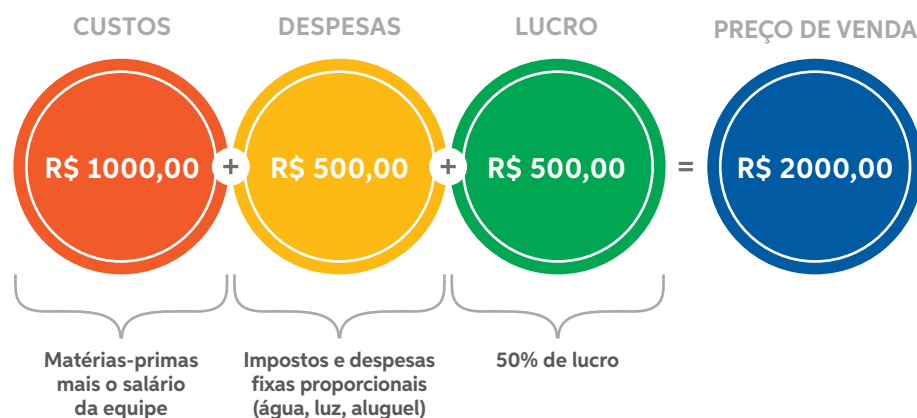 CUSTOS
DESPESAS
LUCRO
PREÇO DE VENDA
R$ 1000,00
+
R$ 500,00
+
R$ 500,00
=
R$ 2000,00
Matérias-primas
mais o salário
da equipe
Impostos e despesas
fixas proporcionais
(água, luz, aluguel)
50% de lucro